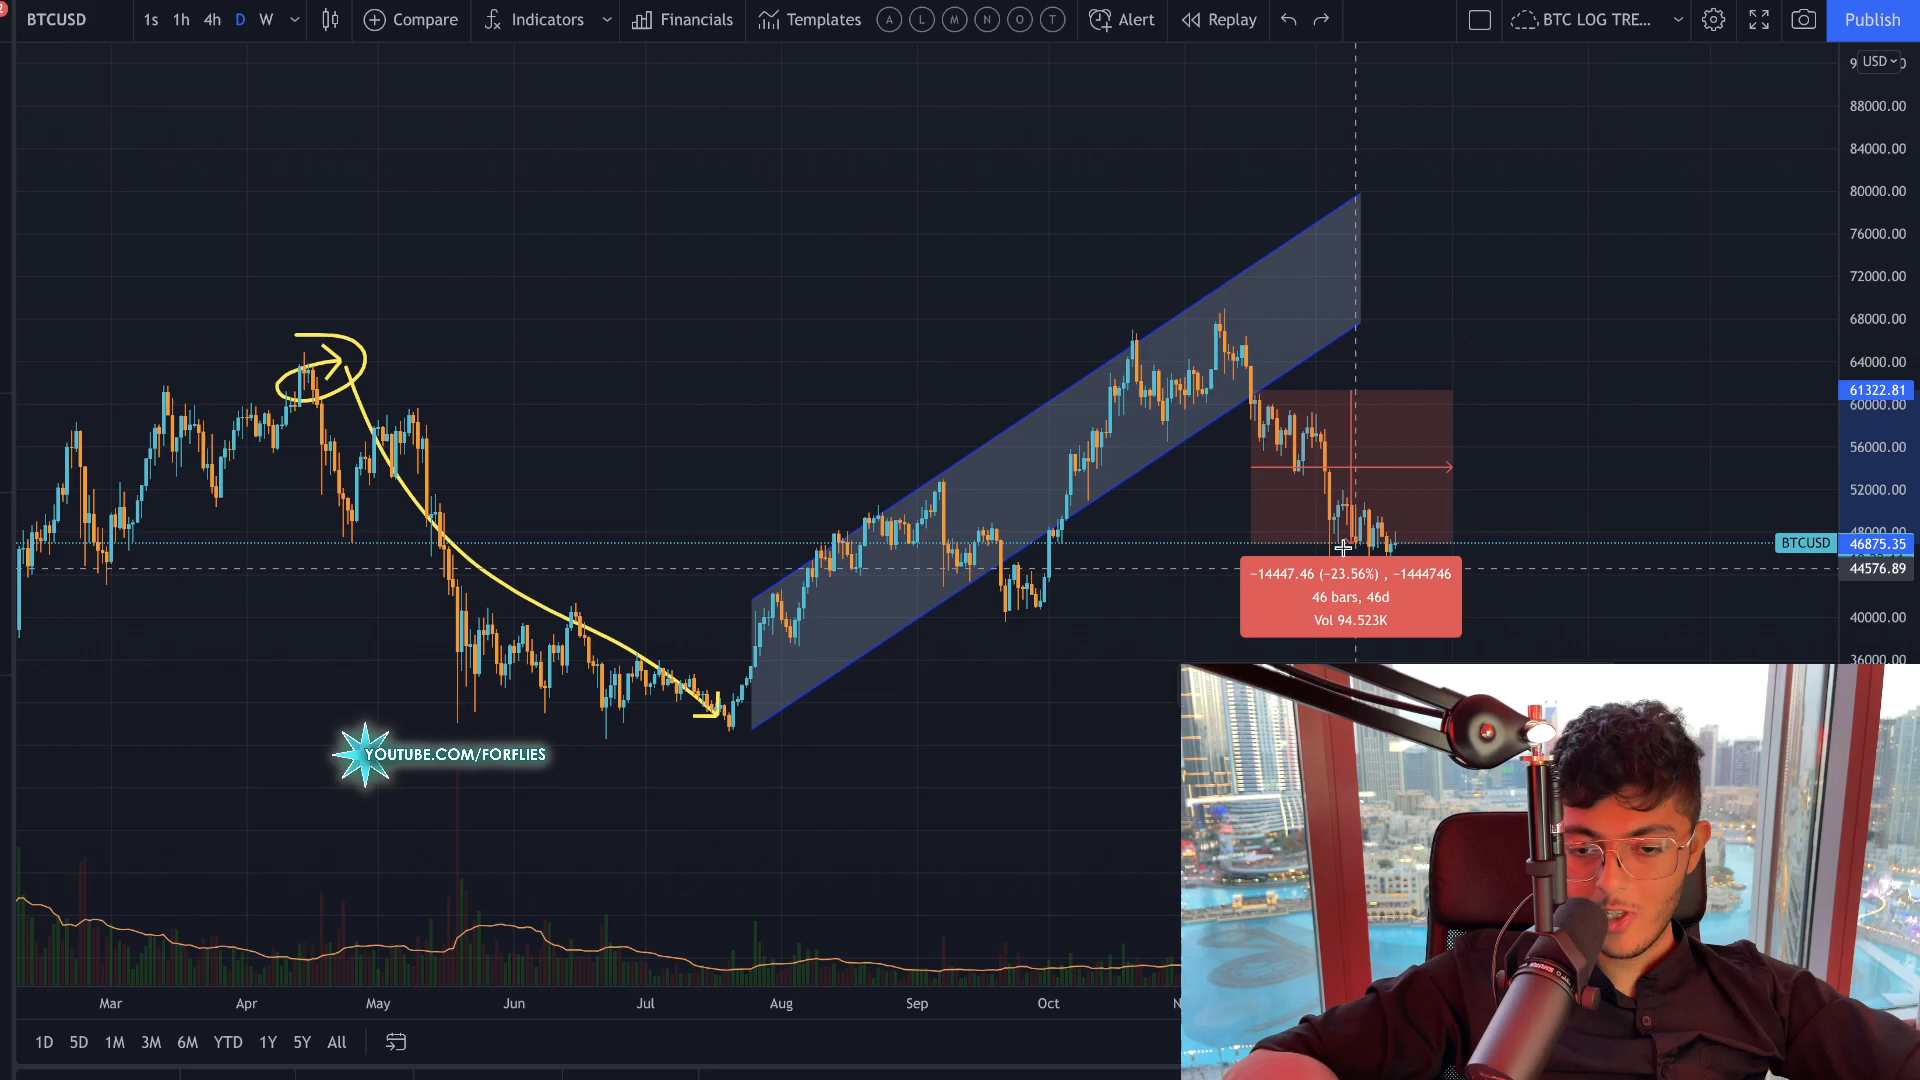 BTCUSD 1s 1h 4h D W Compare Indicators Financials Templates A L M N O T Alert Replay BTC LOG TRE... Publish
USD
88000.00
84000.00
80000.00
76000.00
72000.00
68000.00
64000.00
61322.81
60000.00
56000.00
52000.00
48000.00
BTCUSD 46875.35
44576.89
−14447.46 (−23.56%) , −1444746
46 bars, 46d
Vol 94.523K
40000.00
36000.00
YOUTUBE.COM/FORFLIES
Mar Apr May Jun Jul Aug Sep Oct N
1D 5D 1M 3M 6M YTD 1Y 5Y All